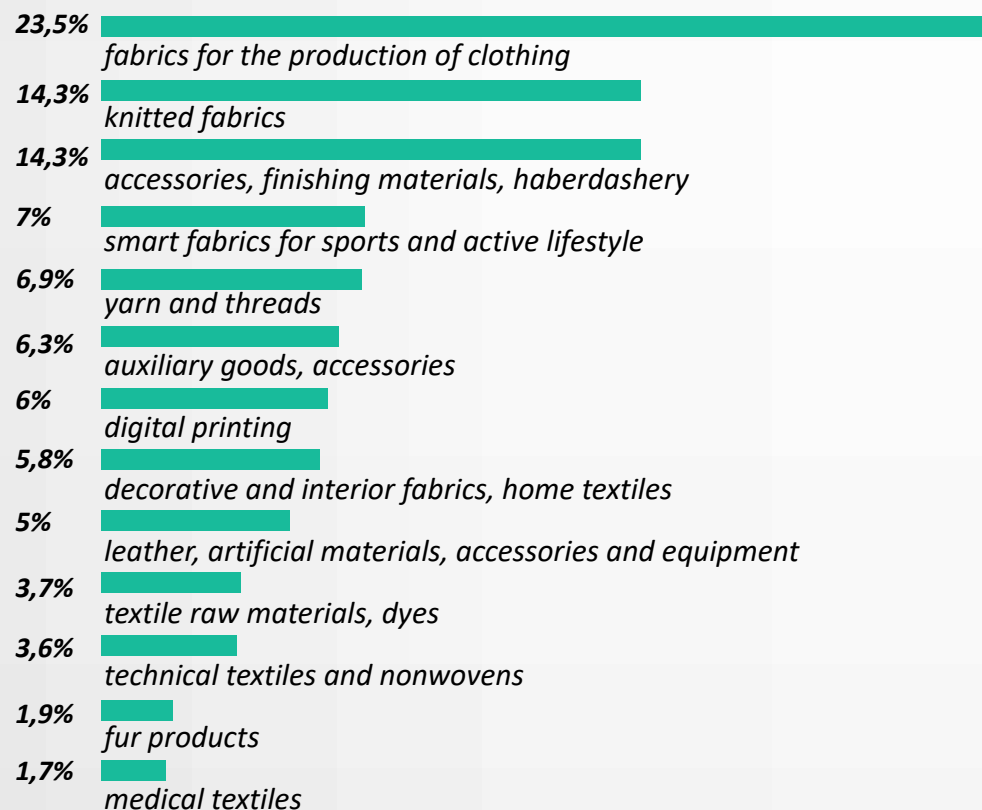 23,5%
fabrics for the production of clothing
14,3%
knitted fabrics
14,3%
accessories, finishing materials, haberdashery
7%
smart fabrics for sports and active lifestyle
6,9%
yarn and threads
6,3%
auxiliary goods, accessories
6%
digital printing
5,8%
decorative and interior fabrics, home textiles
5%
leather, artificial materials, accessories and equipment
3,7%
textile raw materials, dyes
3,6%
technical textiles and nonwovens
1,9%
fur products
1,7%
medical textiles